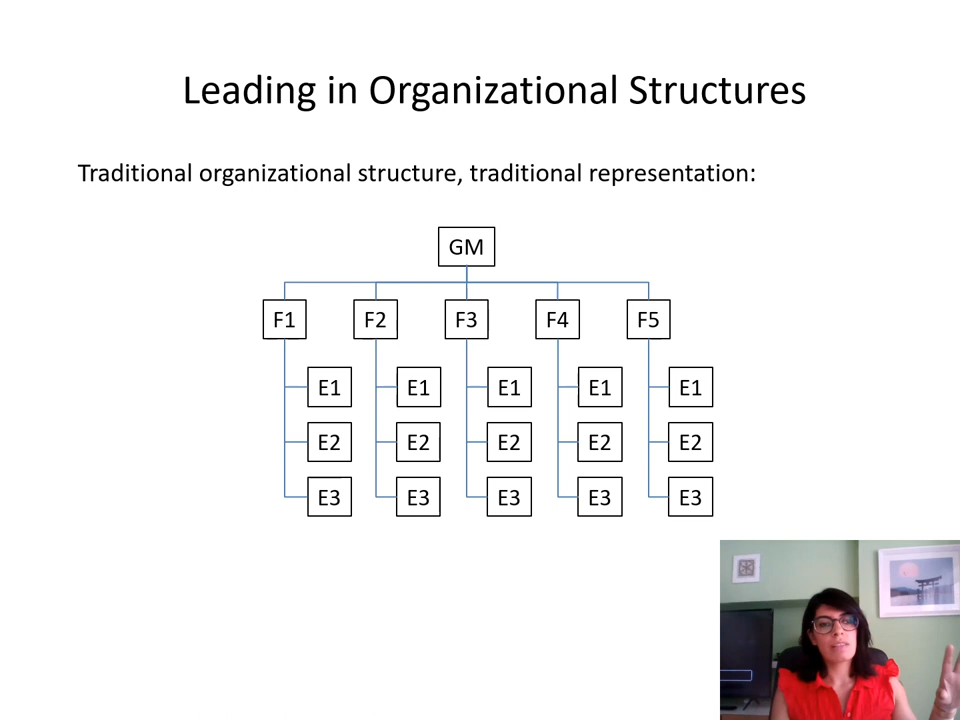 Leading in Organizational Structures
Traditional organizational structure, traditional representation:
GM
F1 F2 F3 F4 F5
E1 E1 E1 E1 E1
E2 E2 E2 E2 E2
E3 E3 E3 E3 E3